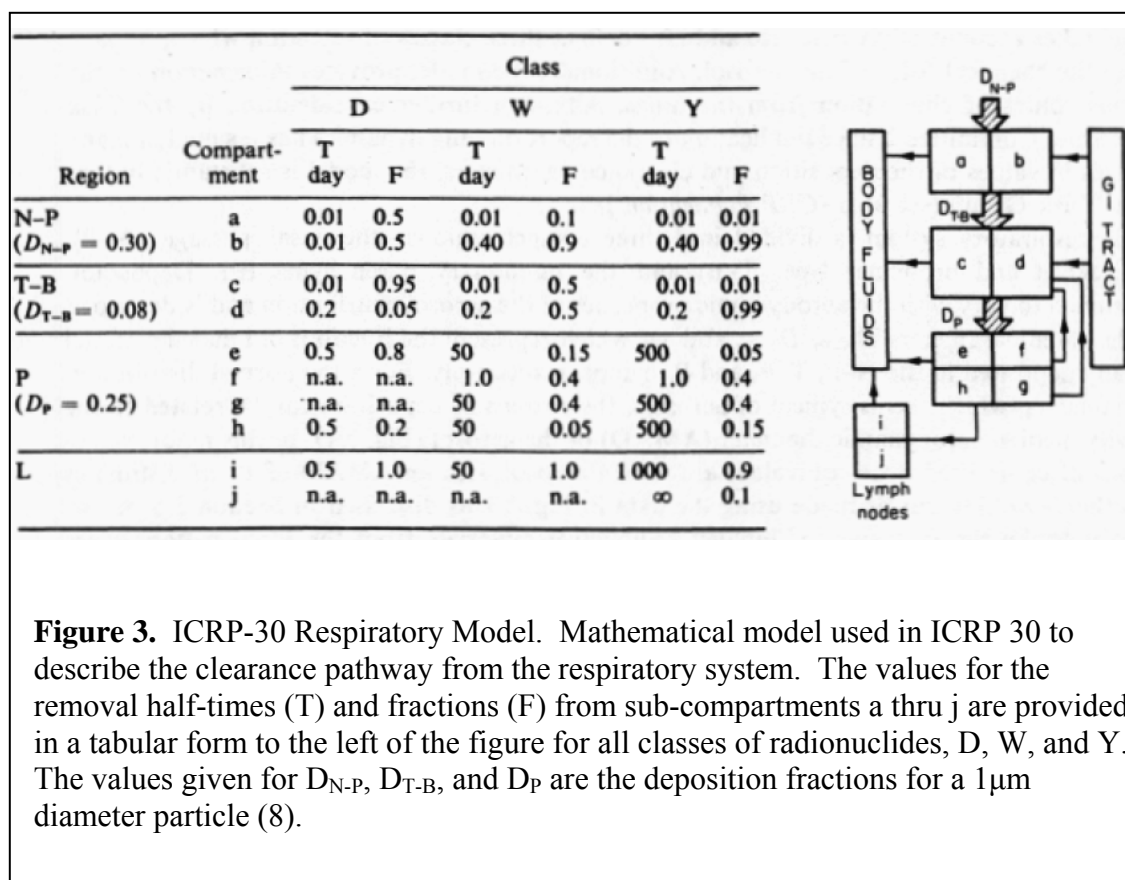 Class
D W Y
Compart- T T T
Region ment day F day F day F
N–P a 0.01 0.5 0.01 0.1 0.01 0.01
(D_N–P = 0.30) b 0.01 0.5 0.40 0.9 0.40 0.99
T–B c 0.01 0.95 0.01 0.5 0.01 0.01
(D_T–B = 0.08) d 0.2 0.05 0.2 0.5 0.2 0.99
e 0.5 0.8 50 0.15 500 0.05
P f n.a. n.a. 1.0 0.4 1.0 0.4
(D_P = 0.25) g n.a. n.a. 50 0.4 500 0.4
h 0.5 0.2 50 0.05 500 0.15
L i 0.5 1.0 50 1.0 1000 0.9
j n.a. n.a. n.a. n.a. ∞ 0.1
D_N-P
a b
D_T-B
c d
D_P
e f
h g
i
j
BODY FLUIDS
GI TRACT
Lymph
nodes
Figure 3. ICRP-30 Respiratory Model. Mathematical model used in ICRP 30 to
describe the clearance pathway from the respiratory system. The values for the
removal half-times (T) and fractions (F) from sub-compartments a thru j are provided
in a tabular form to the left of the figure for all classes of radionuclides, D, W, and Y.
The values given for D_N-P, D_T-B, and D_P are the deposition fractions for a 1μm
diameter particle (8).